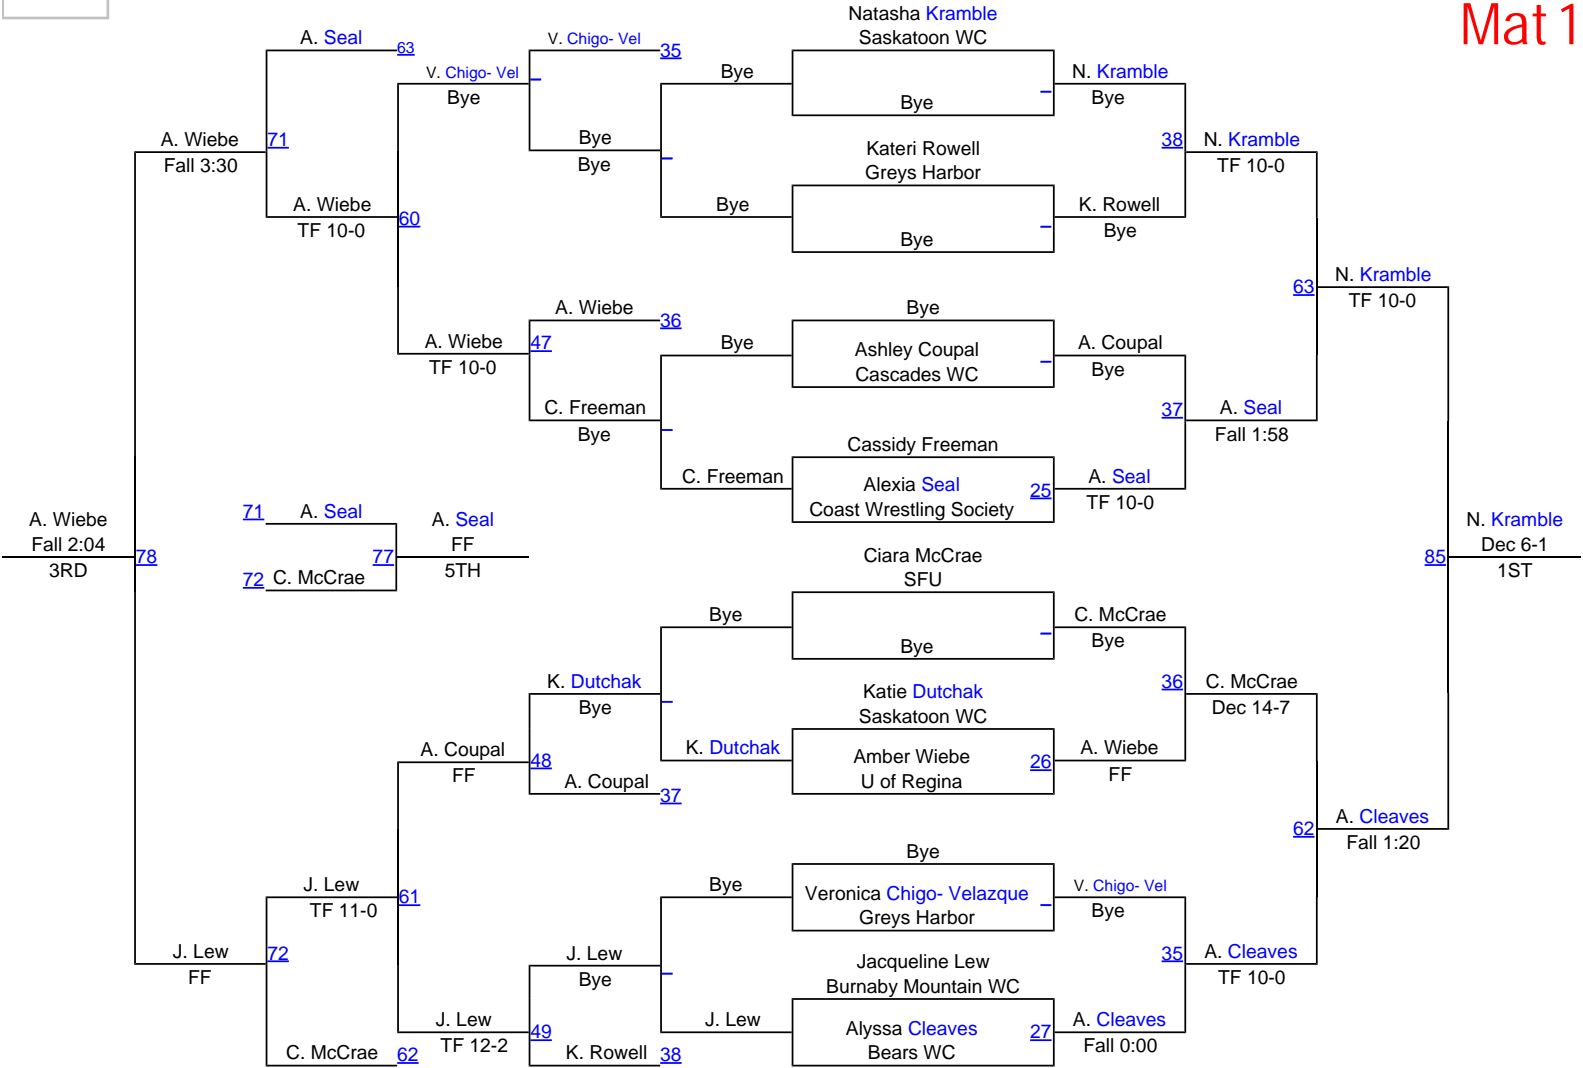 Mat 1
Natasha Kramble
Saskatoon WC
Bye
Kateri Rowell
Greys Harbor
Bye
Bye
Ashley Coupal
Cascades WC
Cassidy Freeman
Alexia Seal
Coast Wrestling Society
25
Ciara McCrae
SFU
Bye
Katie Dutchak
Saskatoon WC
Amber Wiebe
U of Regina
26
Bye
Veronica Chigo- Velazque
Greys Harbor
Jacqueline Lew
Burnaby Mountain WC
Alyssa Cleaves
Bears WC
27
N. Kramble
Bye
38
K. Rowell
Bye
A. Coupal
Bye
37
A. Seal
TF 10-0
C. McCrae
Bye
36
A. Wiebe
FF
V. Chigo- Vel
Bye
35
A. Cleaves
Fall 0:00
N. Kramble
TF 10-0
63
A. Seal
Fall 1:58
C. McCrae
Dec 14-7
62
A. Cleaves
TF 10-0
N. Kramble
TF 10-0
85
A. Cleaves
Fall 1:20
N. Kramble
Dec 6-1
1ST
Bye
Bye
Bye
C. Freeman
Bye
K. Dutchak
Bye
J. Lew
V. Chigo- Vel
35
Bye
Bye
A. Wiebe
36
47
C. Freeman
Bye
K. Dutchak
Bye
48
A. Coupal
37
J. Lew
Bye
49
K. Rowell
38
V. Chigo- Vel
Bye
60
A. Wiebe
TF 10-0
A. Coupal
FF
61
J. Lew
TF 12-2
A. Seal
63
71
A. Wiebe
TF 10-0
J. Lew
TF 11-0
72
C. McCrae
62
A. Wiebe
Fall 3:30
78
J. Lew
FF
A. Wiebe
Fall 2:04
3RD
71
A. Seal
77
72
C. McCrae
A. Seal
FF
5TH